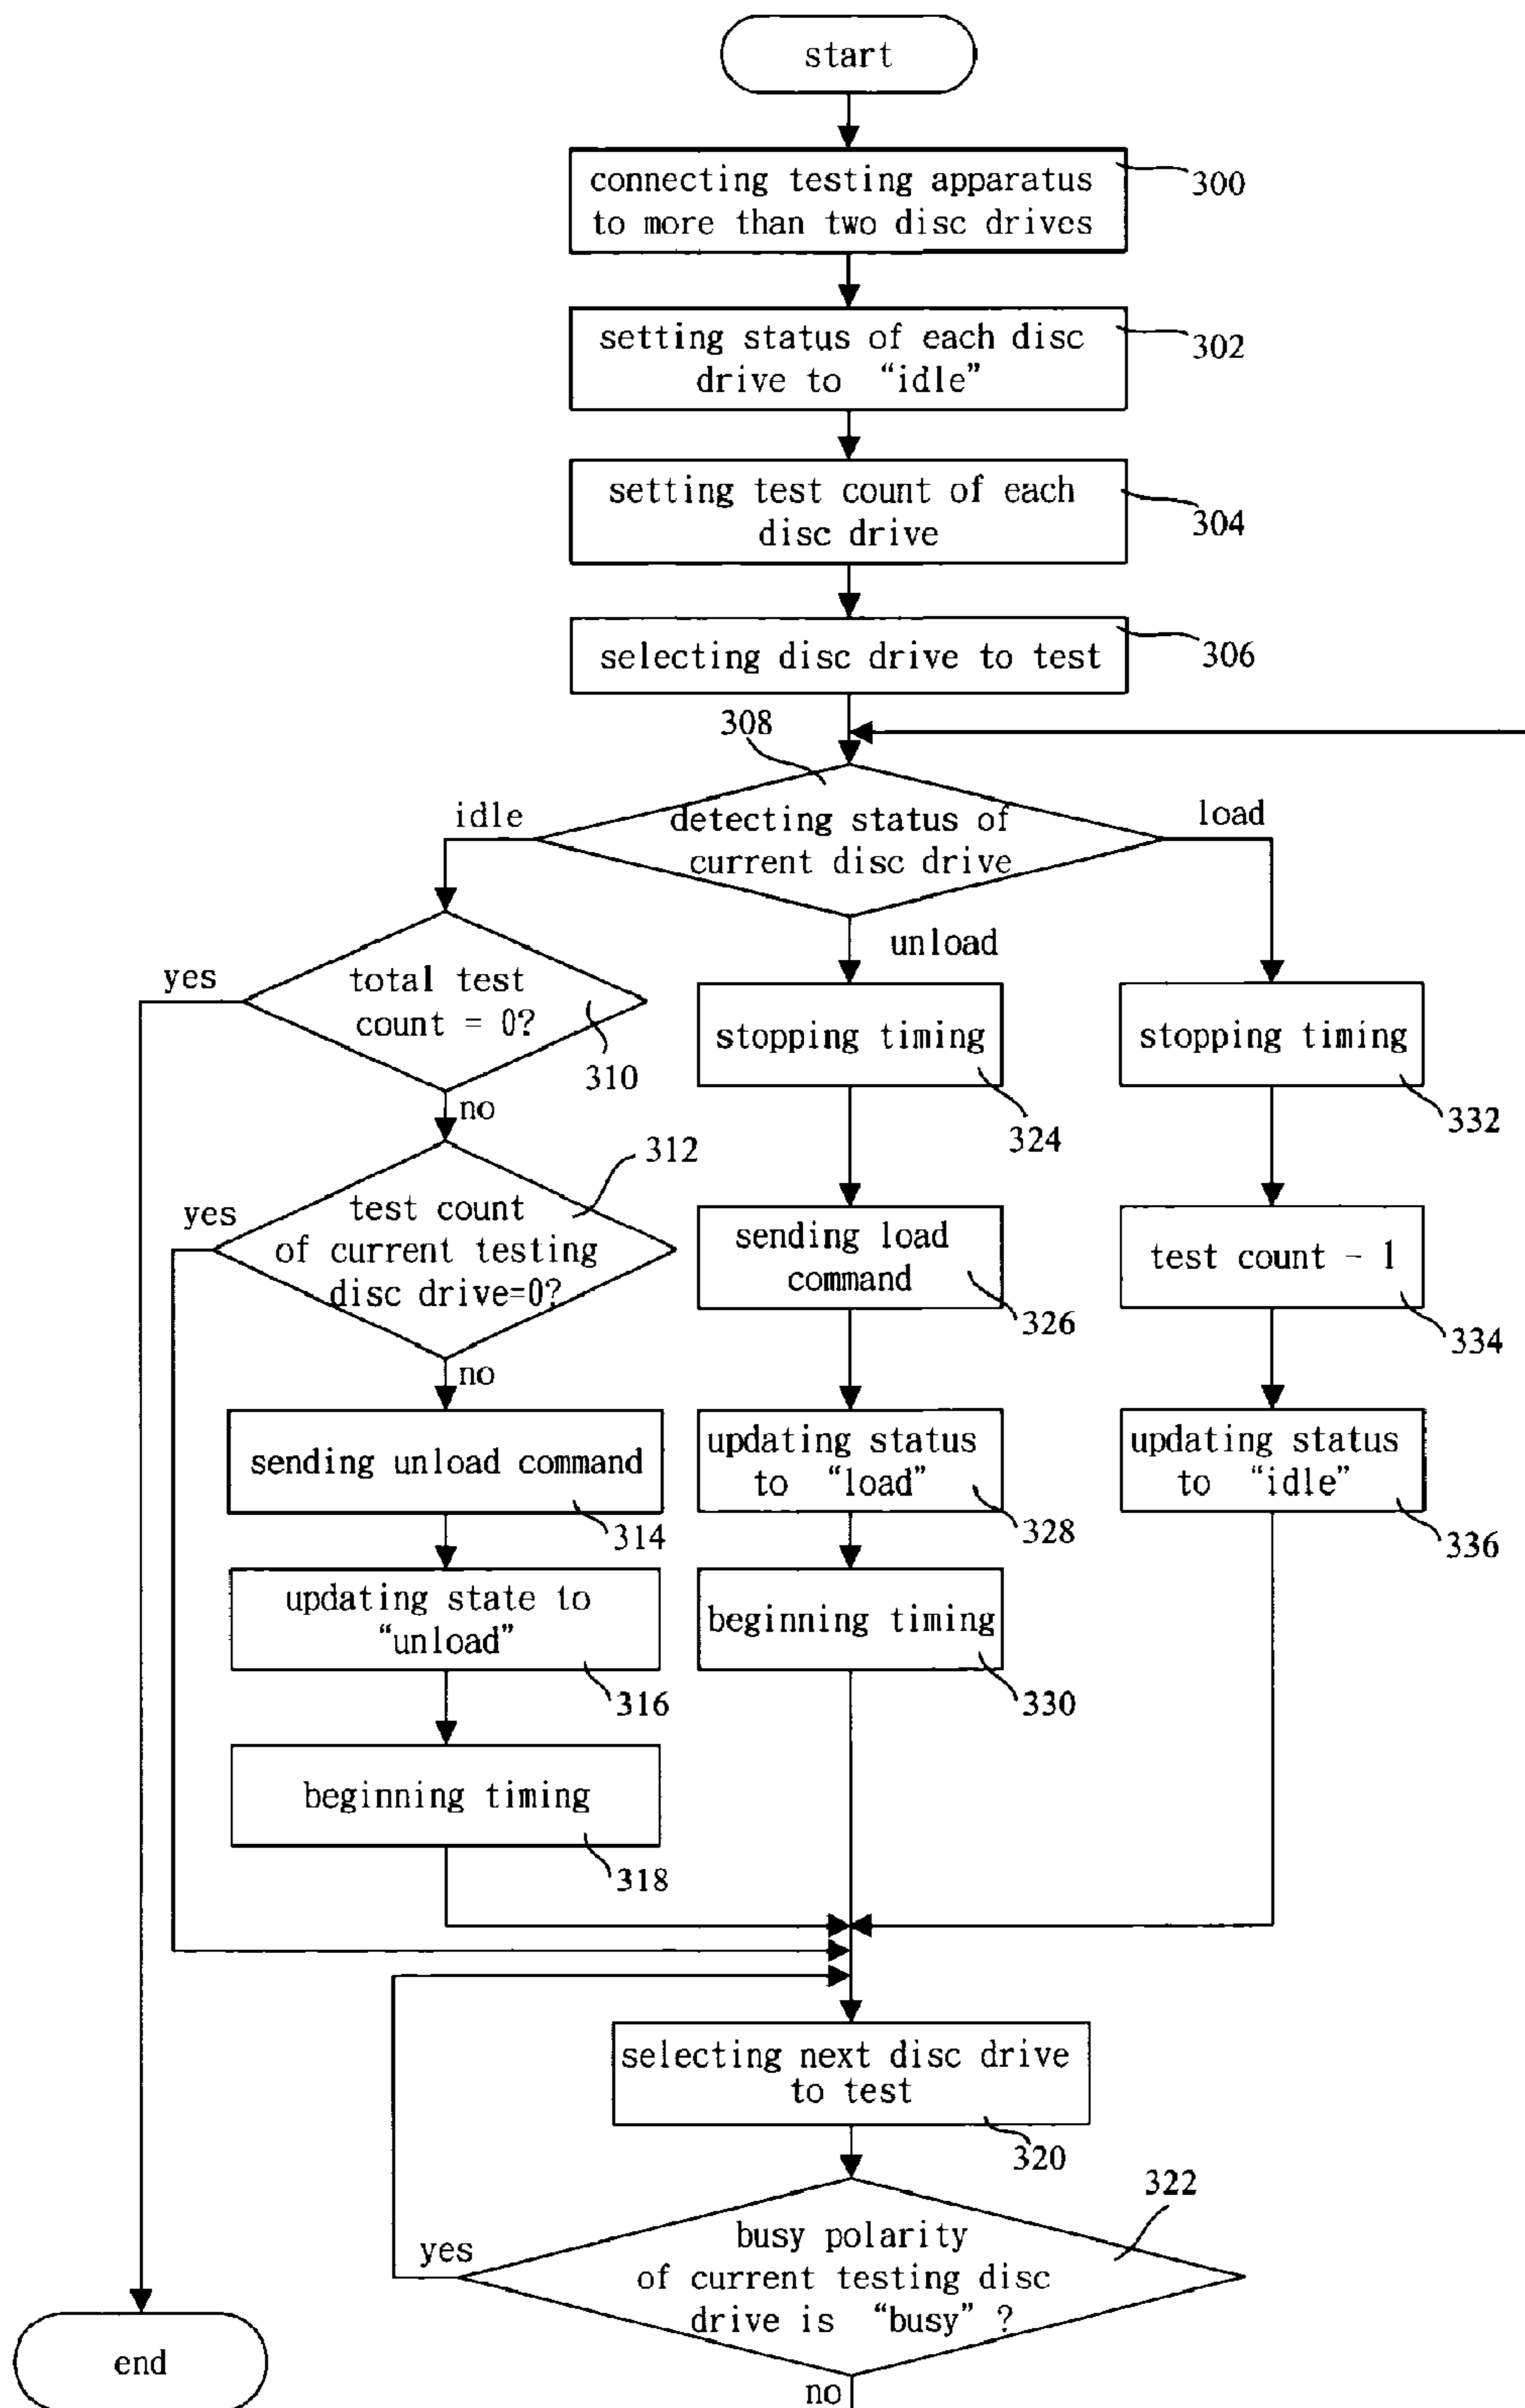 start
connecting testing apparatus
to more than two disc drives
300
setting status of each disc
drive to “idle”
302
setting test count of each
disc drive
304
selecting disc drive to test
306
308
detecting status of
current disc drive
idle
load
unload
total test
count = 0?
yes
310
no
stopping timing
324
stopping timing
332
312
test count
of current testing
disc drive=0?
yes
no
sending load
command
326
test count - 1
334
sending unload command
314
updating status
to “load”
328
updating status
to “idle”
336
updating state to
“unload”
316
beginning timing
330
beginning timing
318
selecting next disc drive
to test
320
322
busy polarity
of current testing disc
drive is “busy” ?
yes
no
end